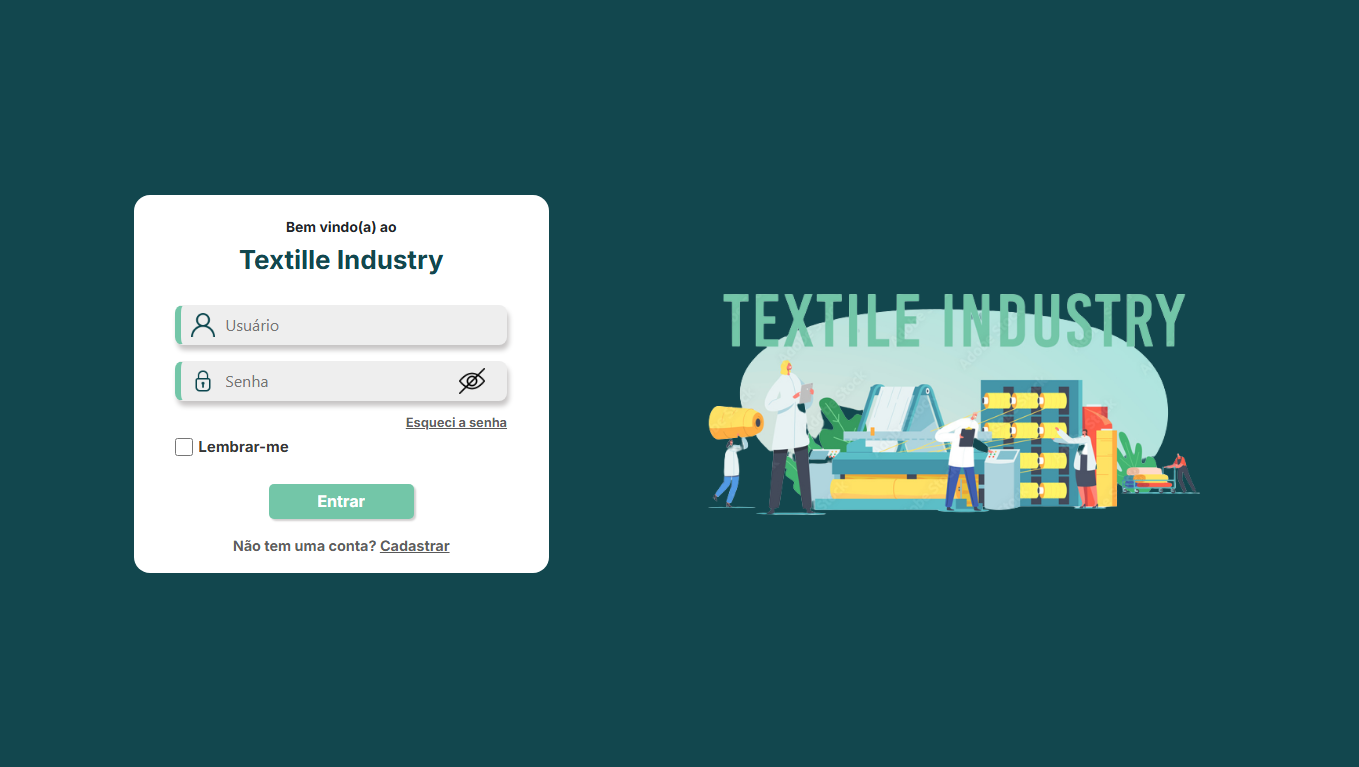 Bem vindo(a) ao
Textille Industry
Usuário
Senha
Esqueci a senha
Lembrar-me
Entrar
Não tem uma conta? Cadastrar
TEXTILE INDUSTRY